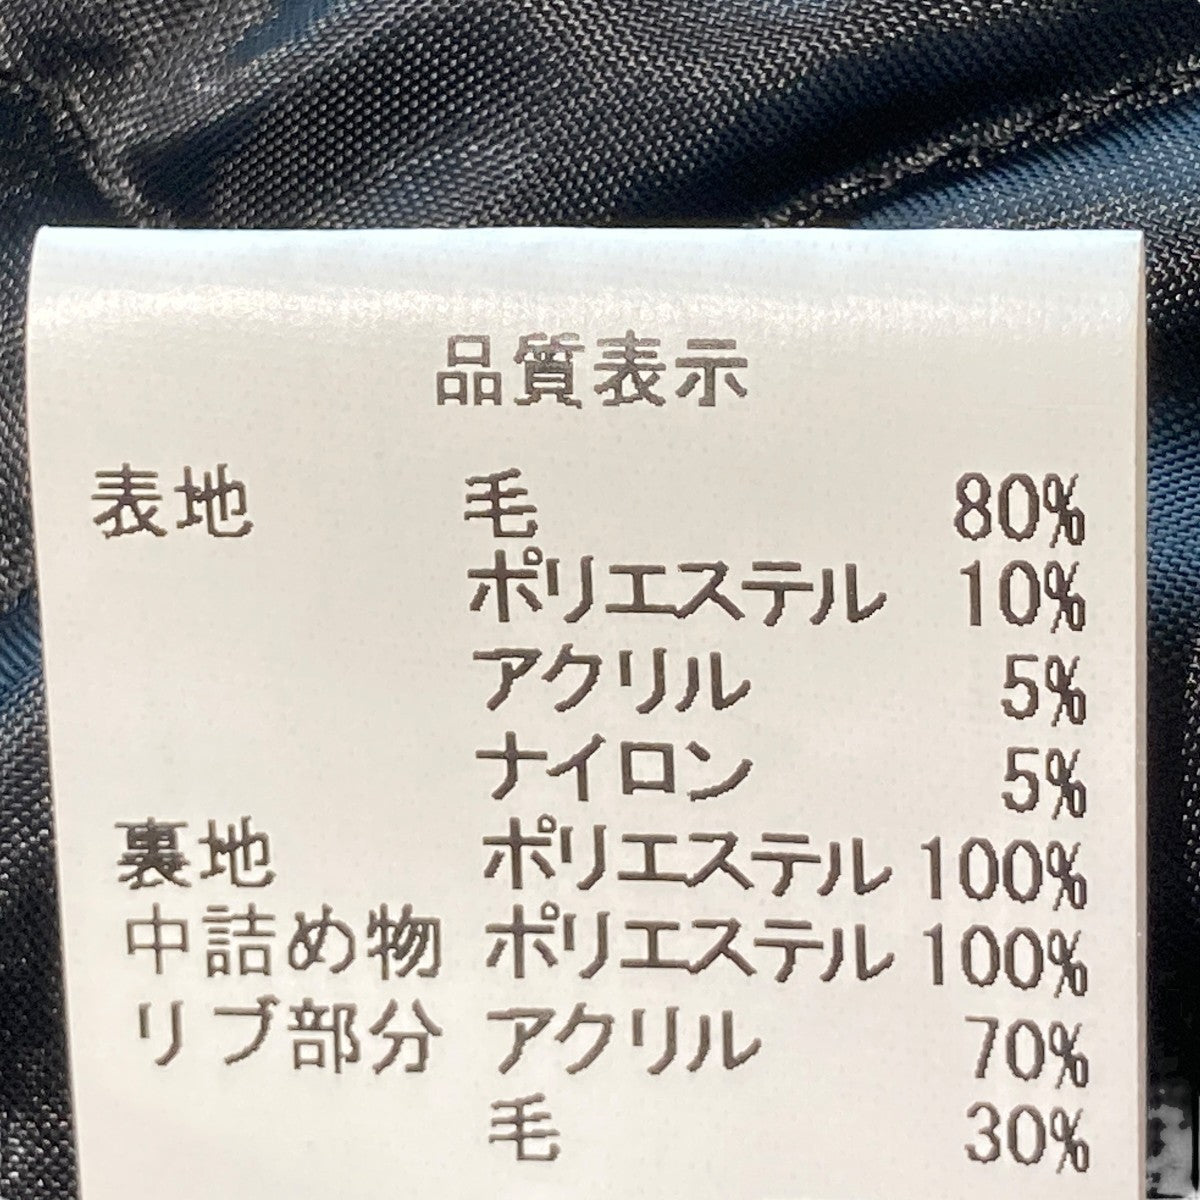 品質表示
表地 毛 80%
ポリエステル 10%
アクリル 5%
ナイロン 5%
裏地 ポリエステル 100%
中詰め物 ポリエステル 100%
リブ部分 アクリル 70%
毛 30%